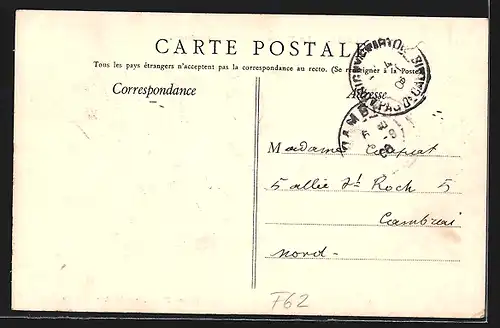 CARTE POSTALE
Tous les pays étrangers n'acceptent pas la correspondance au recto. (Se renseigner à la Poste)
Correspondance
Adresse
Madame
5 allée St Roch 5
Cambrai
Nord -
F62